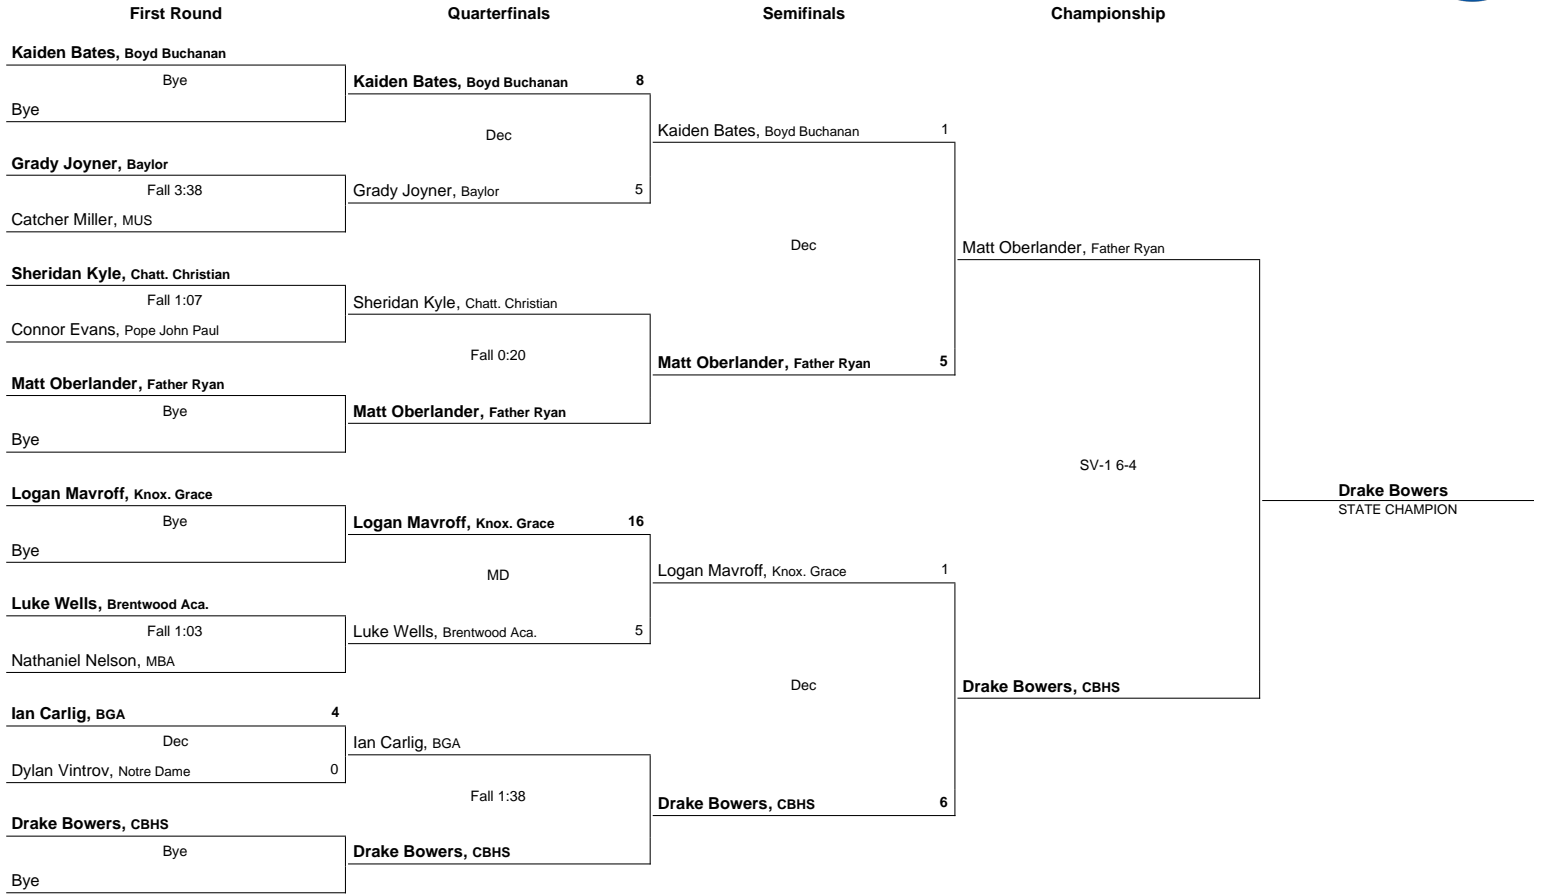 First Round Quarterfinals Semifinals Championship
Kaiden Bates, Boyd Buchanan
Bye
Bye
Grady Joyner, Baylor
Fall 3:38
Catcher Miller, MUS
Sheridan Kyle, Chatt. Christian
Fall 1:07
Connor Evans, Pope John Paul
Matt Oberlander, Father Ryan
Bye
Bye
Logan Mavroff, Knox. Grace
Bye
Bye
Luke Wells, Brentwood Aca.
Fall 1:03
Nathaniel Nelson, MBA
Ian Carlig, BGA 4
Dec
Dylan Vintrov, Notre Dame 0
Drake Bowers, CBHS
Bye
Bye
Kaiden Bates, Boyd Buchanan 8
Dec
Grady Joyner, Baylor 5
Sheridan Kyle, Chatt. Christian
Fall 0:20
Matt Oberlander, Father Ryan
Logan Mavroff, Knox. Grace 16
MD
Luke Wells, Brentwood Aca. 5
Ian Carlig, BGA
Fall 1:38
Drake Bowers, CBHS
Kaiden Bates, Boyd Buchanan 1
Dec
Matt Oberlander, Father Ryan 5
Logan Mavroff, Knox. Grace 1
Dec
Drake Bowers, CBHS 6
Matt Oberlander, Father Ryan
SV-1 6-4
Drake Bowers, CBHS
Drake Bowers
STATE CHAMPION